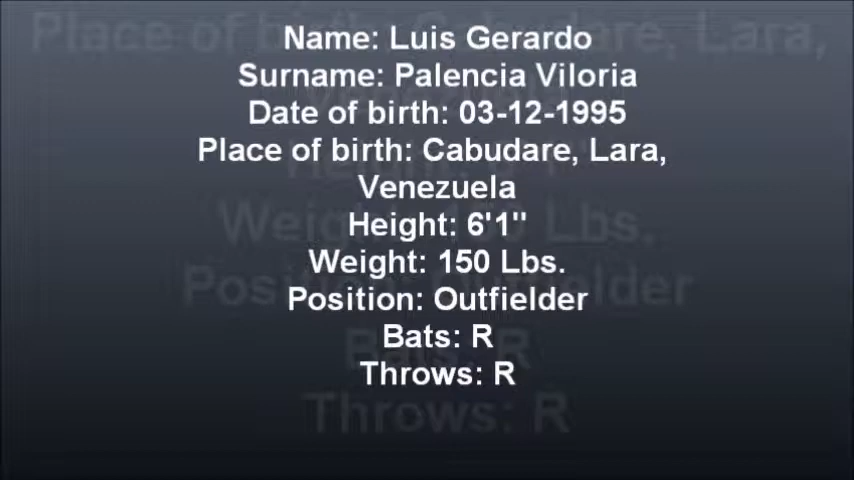 Name: Luis Gerardo
Surname: Palencia Viloria
Date of birth: 03-12-1995
Place of birth: Cabudare, Lara,
Venezuela
Height: 6'1''
Weight: 150 Lbs.
Position: Outfielder
Bats: R
Throws: R